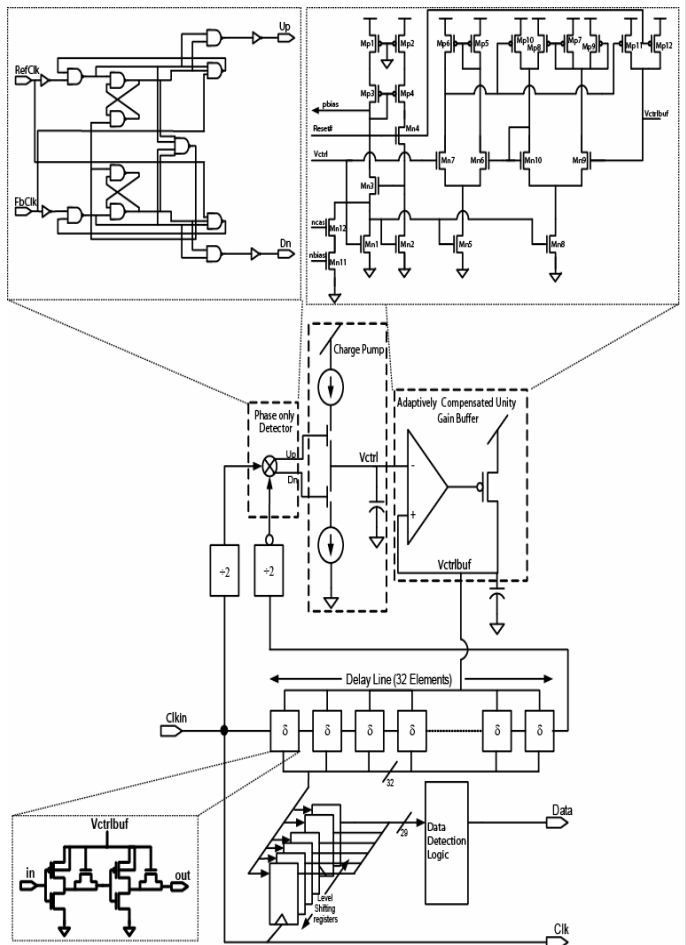 Up
RefClk
FbClk
Dn
Mp1
Mp2
Mp6
Mp5
Mp10
Mp8
Mp7
Mp9
Mp11
Mp12
Mp3
Mp4
pbias
Reset#
Mn4
Vctrlbuf
Vctrl
Mn7
Mn6
Mn10
Mn9
Mn3
ncas
Mn12
nbias
Mn11
Mn1
Mn2
Mn5
Mn8
Charge Pump
Phase only
Detector
Up
Dn
Vctrl
Adaptively Compensated Unity
Gain Buffer
-
+
Vctrlbuf
÷2
÷2
Delay Line (32 Elements)
Clkin
δ
δ
δ
δ
δ
δ
32
Vctrlbuf
in
out
29
Data
Detection
Logic
Data
Level
Shifting
registers
Clk